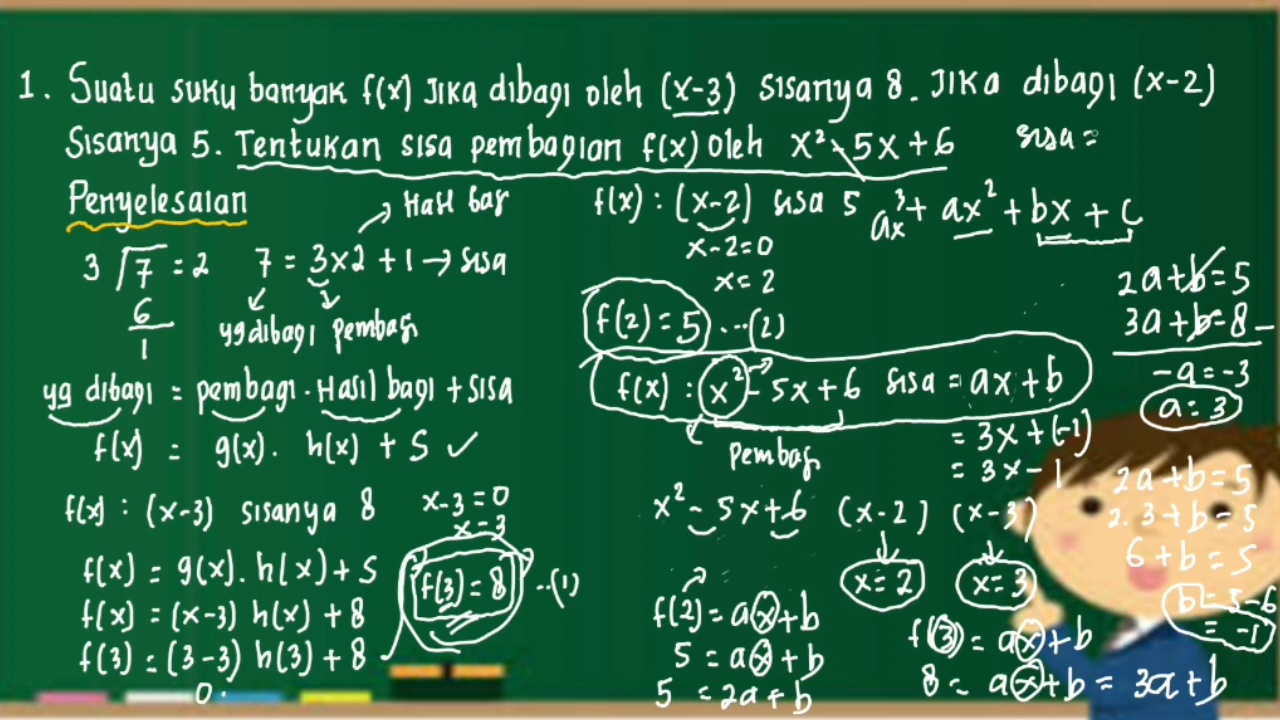 1. Suatu suku banyak f(x) Jika dibagi oleh (x-3) sisanya 8. Jika dibagi (x-2)
Sisanya 5. Tentukan sisa pembagian f(x) oleh x² - 5x + 6 sisa =
Penyelesaian
3 √7 = 2
6
1
→ Hasil bagi
7 = 3x2 + 1 → sisa
yg dibagi pembagi
yg dibagi = pembagi . Hasil bagi + sisa
f(x) = g(x). h(x) + S ✓
f(x) : (x-3) sisanya 8
x-3 = 0
x = 3
f(x) = g(x). h(x) + S
f(x) = (x-3) h(x) + 8
f(3) = (3-3) h(3) + 8
0.
f(3) = 8 ...(1)
f(x) : (x-2) sisa 5
x-2 = 0
x = 2
ax³ + ax² + bx + c
f(2) = 5 ...(2)
f(x) : x² - 5x + 6 sisa = ax + b
pembagi
= 3x + (-1)
= 3x - 1
x² - 5x + 6 (x-2) (x-3)
x = 2 x = 3
f(2) = ax + b
5 = ax + b
5 = 2a + b
f(3) = ax + b
8 = ax + b = 3a + b
2a + b = 5
3a + b = 8 -
-a = -3
a = 3
2a + b = 5
2. 3 + b = 5
6 + b = 5
b = 5 - 6
= -1